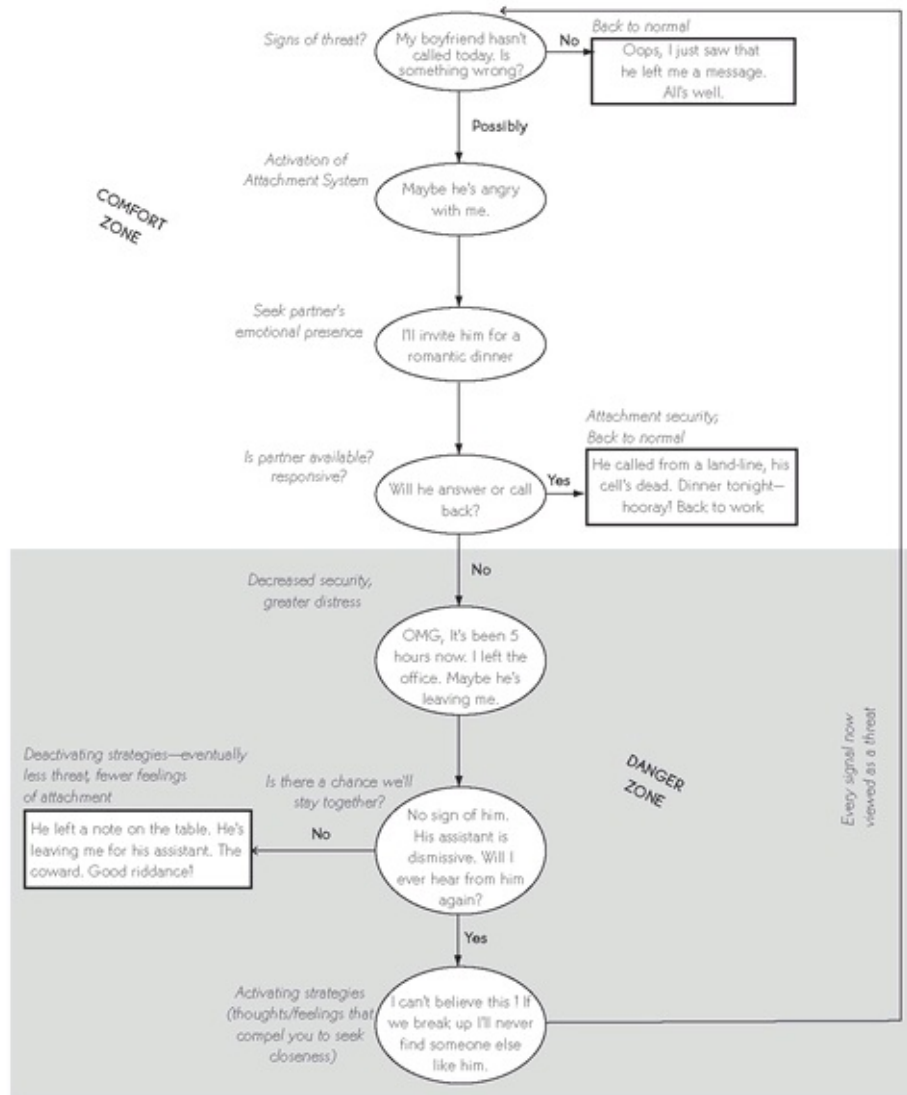 Signs of threat?
My boyfriend hasn't
called today. Is
something wrong?
No
Back to normal
Oops, I just saw that
he left me a message.
All's well.
Possibly
Activation of
Attachment System
Maybe he's angry
with me.
COMFORT
ZONE
Seek partner's
emotional presence
I'll invite him for a
romantic dinner
Is partner available?
responsive?
Will he answer or call
back?
Yes
Attachment security;
Back to normal
He called from a land-line, his
cell's dead. Dinner tonight—
hooray! Back to work
No
Decreased security,
greater distress
OMG, It's been 5
hours now. I left the
office. Maybe he's
leaving me.
DANGER
ZONE
Every signal now
viewed as a threat
Is there a chance we'll
stay together?
No sign of him.
His assistant is
dismissive. Will I
ever hear from him
again?
No
Deactivating strategies—eventually
less threat, fewer feelings
of attachment
He left a note on the table. He's
leaving me for his assistant. The
coward. Good riddance!
Yes
Activating strategies
(thoughts/feelings that
compel you to seek
closeness)
I can't believe this ! If
we break up I'll never
find someone else
like him.